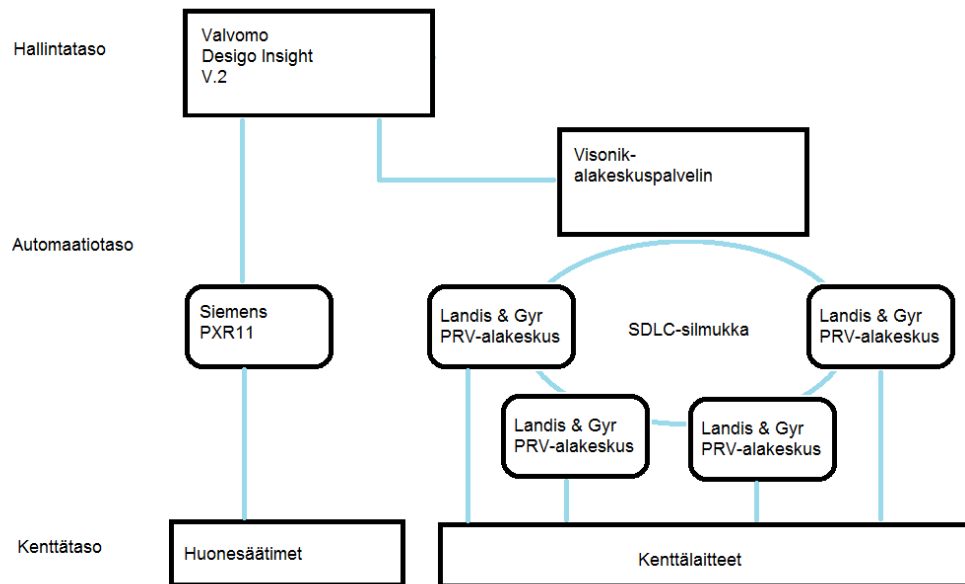 Hallintataso
Valvomo
Desigo Insight
V.2
Visonik-
alakeskuspalvelin
Automaatiotaso
Siemens
PXR11
Landis & Gyr
PRV-alakeskus
SDLC-silmukka
Landis & Gyr
PRV-alakeskus
Landis & Gyr
PRV-alakeskus
Landis & Gyr
PRV-alakeskus
Kenttätaso
Huonesäätimet
Kenttälaitteet